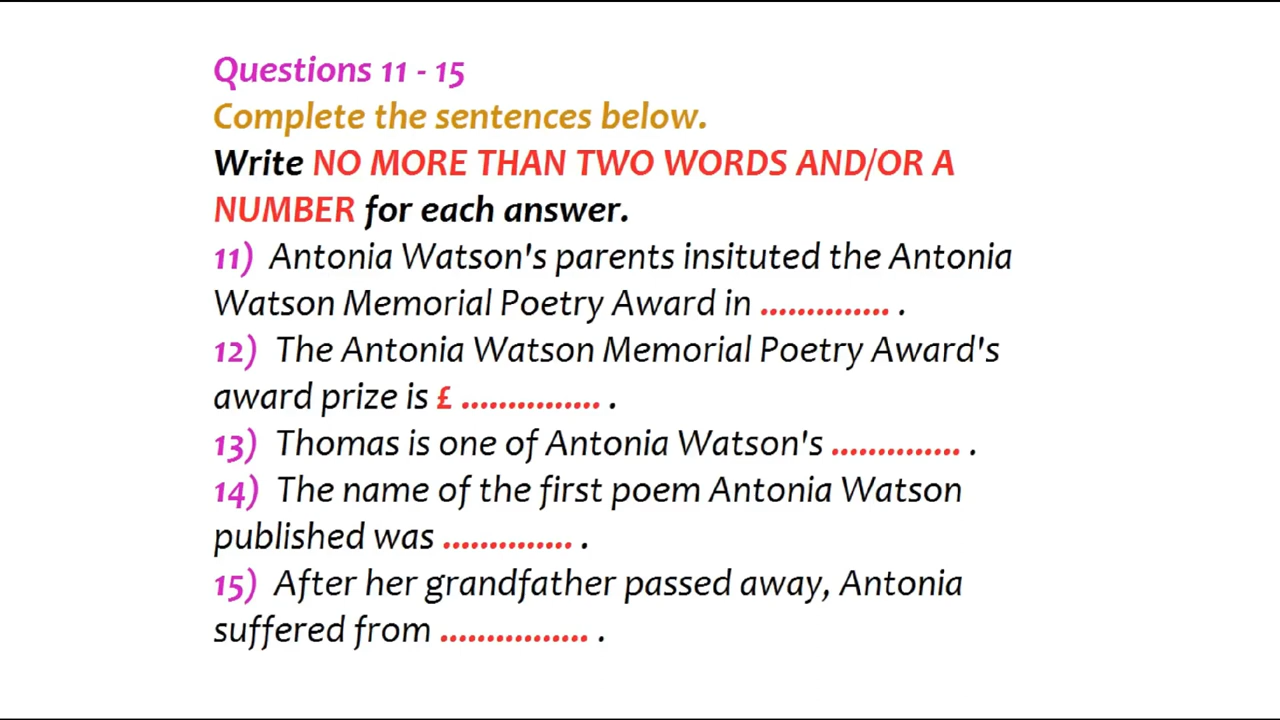 Questions 11 - 15
Complete the sentences below.
Write NO MORE THAN TWO WORDS AND/OR A
NUMBER for each answer.
11) Antonia Watson's parents insituted the Antonia
Watson Memorial Poetry Award in .............. .
12) The Antonia Watson Memorial Poetry Award's
award prize is £ ............... .
13) Thomas is one of Antonia Watson's .............. .
14) The name of the first poem Antonia Watson
published was .............. .
15) After her grandfather passed away, Antonia
suffered from ................ .